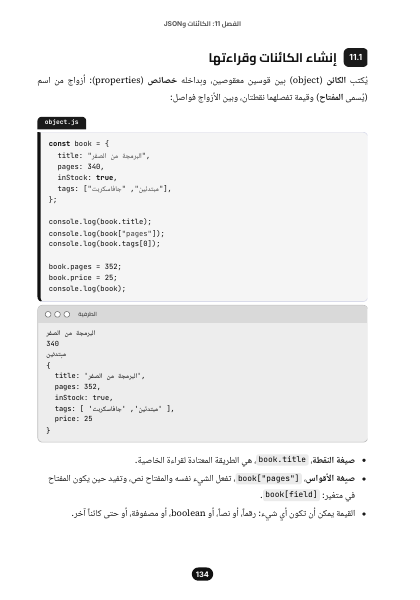 الفصل 11: الكائنات وJSON
11.1 إنشاء الكائنات وقراءتها
يُكتب الكائن (object) بين قوسين معقوصين، وبداخله خصائص (properties): أزواج من اسم
(يُسمى المفتاح) وقيمة تفصلهما نقطتان، وبين الأزواج فواصل:
object.js
const book = {
title: "البرمجة من الصفر",
pages: 340,
inStock: true,
tags: ["مبتدئين", "جافاسكربت"],
};
console.log(book.title);
console.log(book["pages"]);
console.log(book.tags[0]);
book.pages = 352;
book.price = 25;
console.log(book);
الطرفية
البرمجة من الصفر
340
مبتدئين
{
title: 'البرمجة من الصفر',
pages: 352,
inStock: true,
tags: [ 'مبتدئين', 'جافاسكربت' ],
price: 25
}
• صيغة النقطة، book.title، هي الطريقة المعتادة لقراءة الخاصية.
• صيغة الأقواس، book["pages"]، تفعل الشيء نفسه والمفتاح نص، وتفيد حين يكون المفتاح
في متغير: book[field].
• القيمة يمكن أن تكون أي شيء: رقماً، أو نصاً، أو boolean، أو مصفوفة، أو حتى كائناً آخر.
134